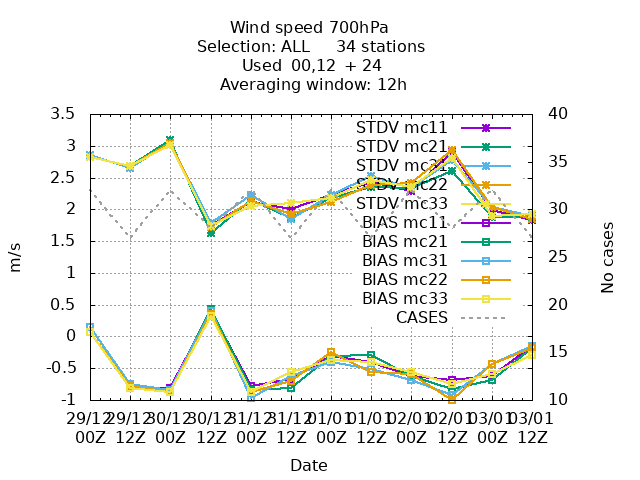 Wind speed 700hPa
Selection: ALL 34 stations
Used 00,12 + 24
Averaging window: 12h
3.5
3
2.5
2
1.5
1
0.5
0
-0.5
-1
m/s
40
35
30
25
20
15
10
No cases
STDV mc11
STDV mc21
STDV mc31
STDV mc22
STDV mc33
BIAS mc11
BIAS mc21
BIAS mc31
BIAS mc22
BIAS mc33
CASES
29/12 29/12 30/12 30/12 31/12 31/12 01/01 01/01 02/01 02/01 03/01 03/01
00Z 12Z 00Z 12Z 00Z 12Z 00Z 12Z 00Z 12Z 00Z 12Z
Date